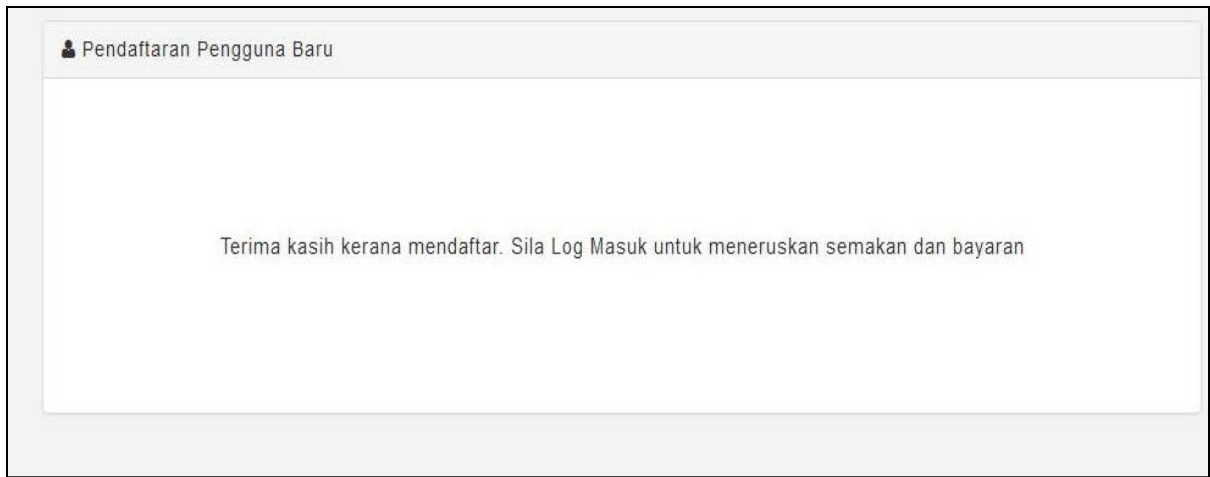 Pendaftaran Pengguna Baru
Terima kasih kerana mendaftar. Sila Log Masuk untuk meneruskan semakan dan bayaran